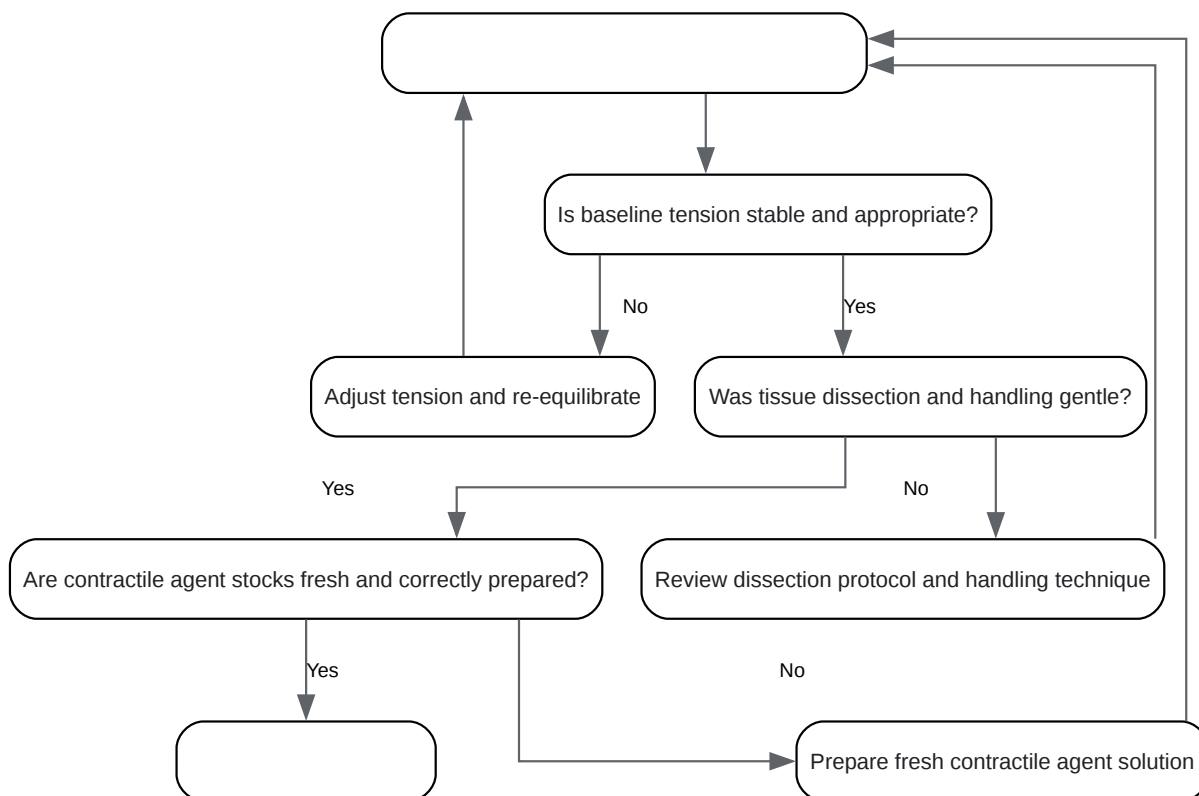 Is baseline tension stable and appropriate?
No
Yes
Adjust tension and re-equilibrate
Was tissue dissection and handling gentle?
Yes
No
Are contractile agent stocks fresh and correctly prepared?
Review dissection protocol and handling technique
Yes
No
Prepare fresh contractile agent solution